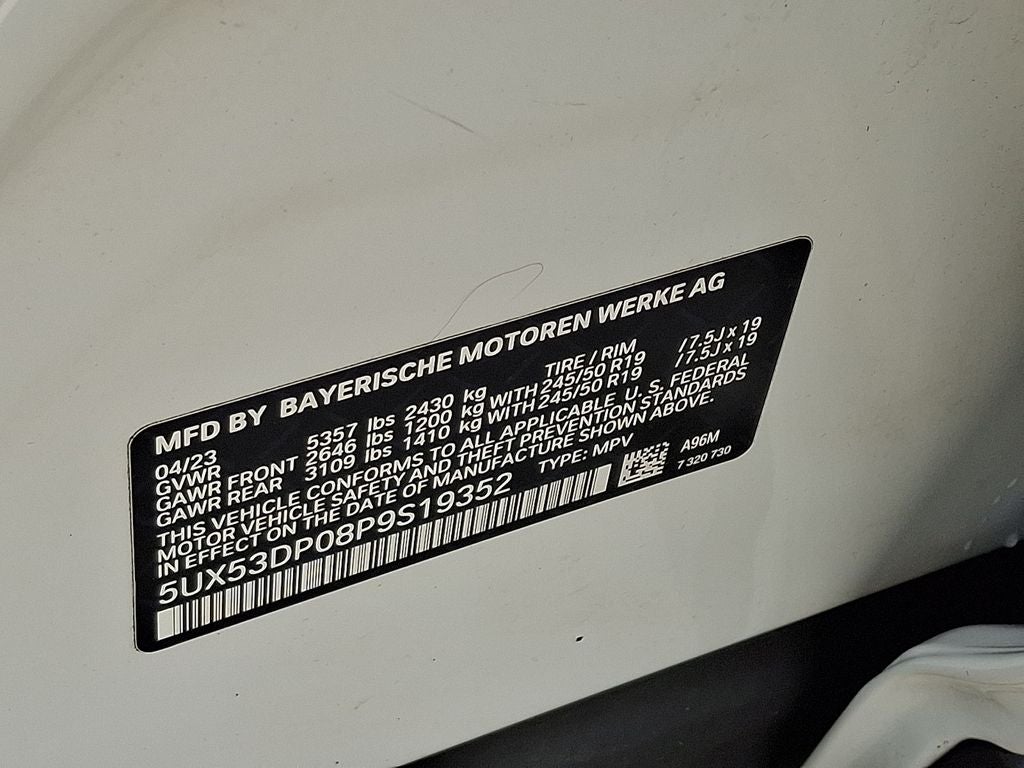 MFD BY BAYERISCHE MOTOREN WERKE AG
04/23
GVWR 5357 lbs 2430 kg TIRE / RIM
GAWR FRONT 2646 lbs 1200 kg WITH 245/50 R19 /7.5J x 19
GAWR REAR 3109 lbs 1410 kg WITH 245/50 R19 /7.5J x 19
THIS VEHICLE CONFORMS TO ALL APPLICABLE U.S. FEDERAL
MOTOR VEHICLE SAFETY AND THEFT PREVENTION STANDARDS
IN EFFECT ON THE DATE OF MANUFACTURE SHOWN ABOVE.
5UX53DP08P9S19352 TYPE: MPV A96M
7 320 730